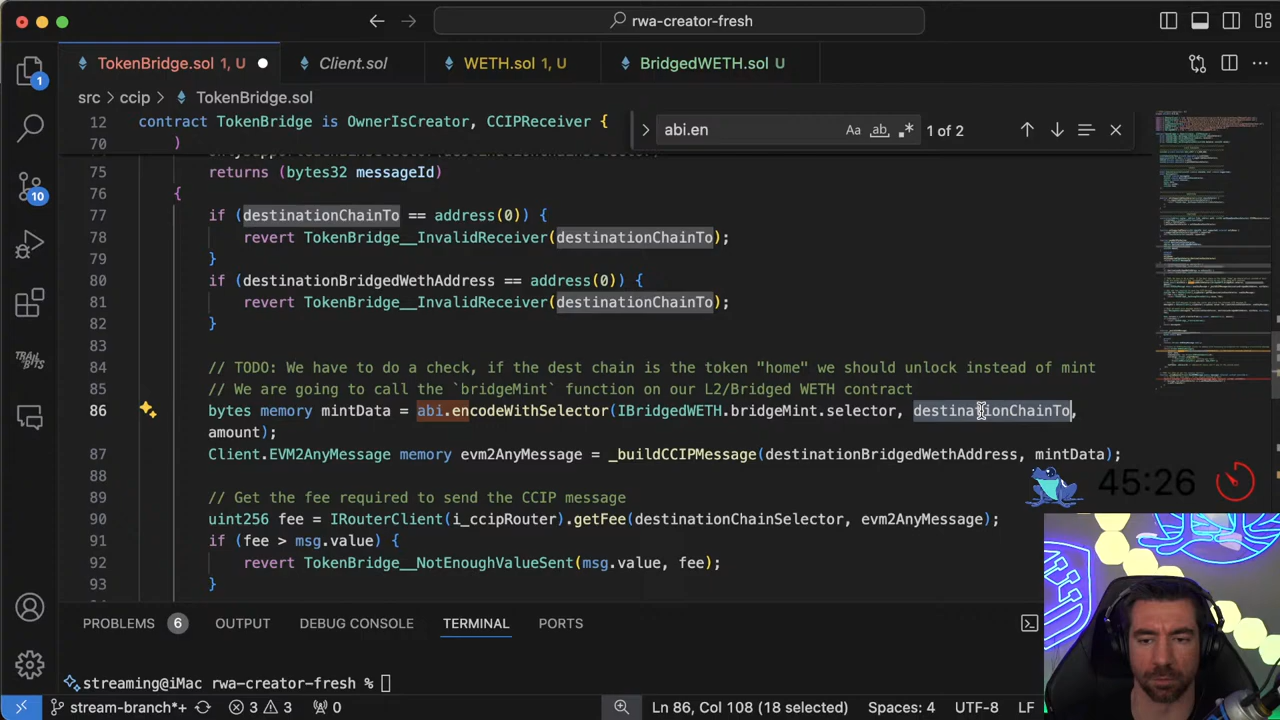 rwa-creator-fresh
TokenBridge.sol 1, U
Client.sol
WETH.sol 1, U
BridgedWETH.sol U
1
src > ccip > TokenBridge.sol
12 contract TokenBridge is OwnerIsCreator, CCIPReceiver {
abi.en
Aa ab .* 1 of 2
70 )
75 returns (bytes32 messageId)
76 {
77 if (destinationChainTo == address(0)) {
78 revert TokenBridge__InvalidReceiver(destinationChainTo);
79 }
80 if (destinationBridgedWethAddress == address(0)) {
81 revert TokenBridge__InvalidReceiver(destinationChainTo);
82 }
83
84 // TODO: We have to do a check, if the dest chain is the token "home" we should unlock instead of mint
85 // We are going to call the `bridgeMint` function on our L2/Bridged WETH contract
86 bytes memory mintData = abi.encodeWithSelector(IBridgedWETH.bridgeMint.selector, destinationChainTo,
amount);
87 Client.EVM2AnyMessage memory evm2AnyMessage = _buildCCIPMessage(destinationBridgedWethAddress, mintData);
88
89 // Get the fee required to send the CCIP message
90 uint256 fee = IRouterClient(i_ccipRouter).getFee(destinationChainSelector, evm2AnyMessage);
91 if (fee > msg.value) {
92 revert TokenBridge__NotEnoughValueSent(msg.value, fee);
93 }
10
45:26
PROBLEMS 6
OUTPUT
DEBUG CONSOLE
TERMINAL
PORTS
streaming@iMac rwa-creator-fresh %
stream-branch*+
3 3
0
Ln 86, Col 108 (18 selected)
Spaces: 4
UTF-8
LF